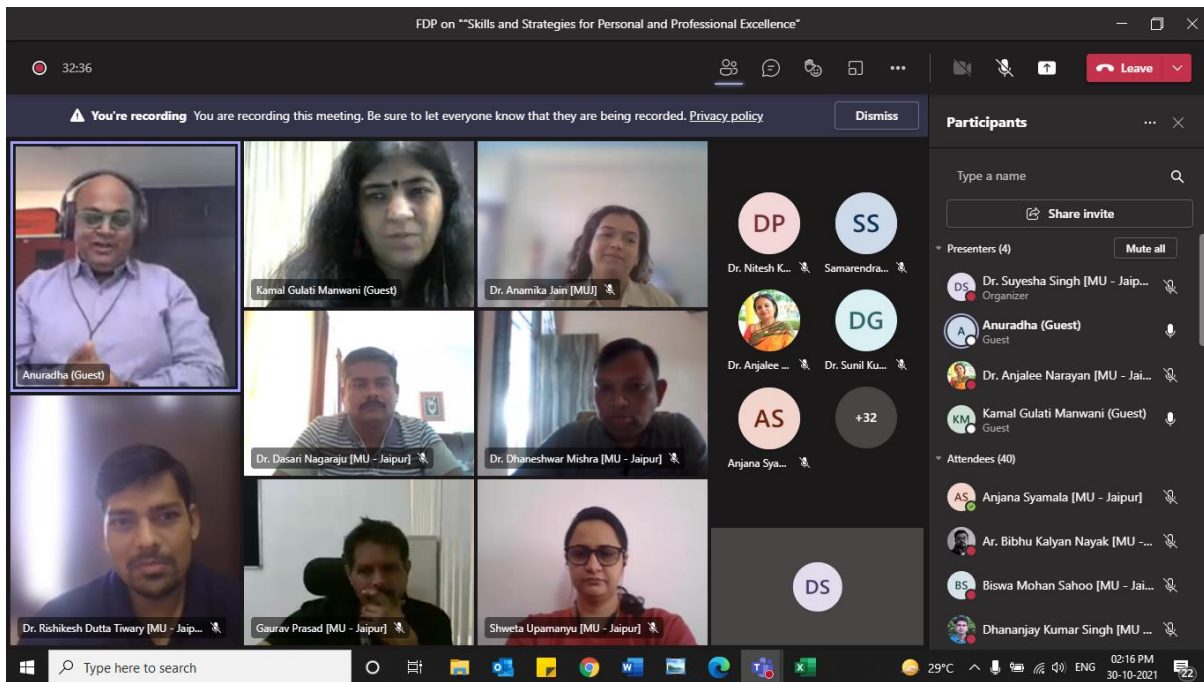 FDP on ""Skills and Strategies for Personal and Professional Excellence"
32:36
Leave
You're recording You are recording this meeting. Be sure to let everyone know that they are being recorded. Privacy policy
Dismiss
Anuradha (Guest)
Kamal Gulati Manwani (Guest)
Dr. Anamika Jain [MUJ]
Dr. Dasari Nagaraju [MU - Jaipur]
Dr. Dhaneshwar Mishra [MU - Jaipur]
Dr. Rishikesh Dutta Tiwary [MU - Jaip...
Gaurav Prasad [MU - Jaipur]
Shweta Upamanyu [MU - Jaipur]
DP
SS
Dr. Nitesh K...
Samarendra...
DG
Dr. Anjalee ...
Dr. Sunil Ku...
AS
+32
Anjana Sya...
DS
Participants
Type a name
Share invite
Presenters (4)
Mute all
DS
Dr. Suyesha Singh [MU - Jaip...
Organizer
A
Anuradha (Guest)
Guest
Dr. Anjalee Narayan [MU - Jai...
KM
Kamal Gulati Manwani (Guest)
Guest
Attendees (40)
AS
Anjana Syamala [MU - Jaipur]
Ar. Bibhu Kalyan Nayak [MU -...
BS
Biswa Mohan Sahoo [MU - Jai...
Dhananjay Kumar Singh [MU ...
Type here to search
29°C
ENG
02:16 PM
30-10-2021
22